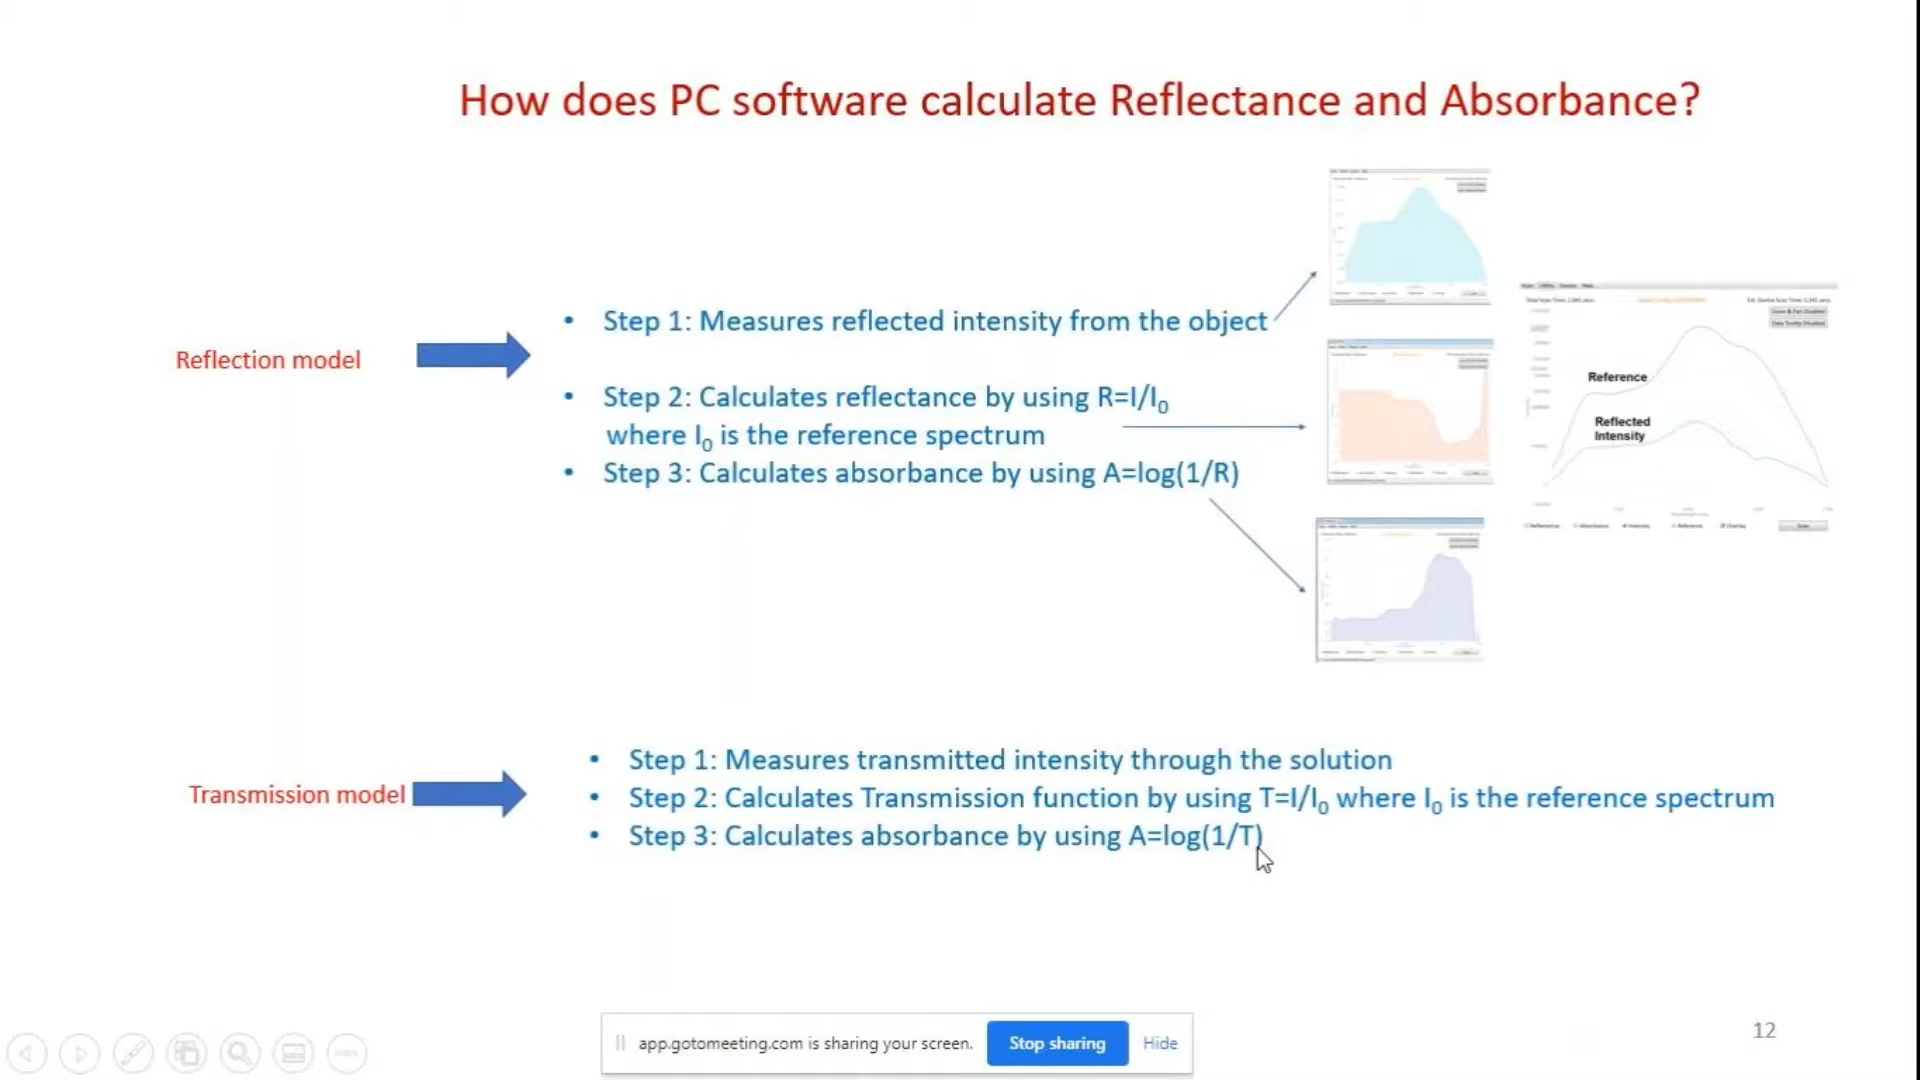 How does PC software calculate Reflectance and Absorbance?
Reflection model
• Step 1: Measures reflected intensity from the object
• Step 2: Calculates reflectance by using R=I/I₀
where I₀ is the reference spectrum
• Step 3: Calculates absorbance by using A=log(1/R)
Reference
Reflected
Intensity
Transmission model
• Step 1: Measures transmitted intensity through the solution
• Step 2: Calculates Transmission function by using T=I/I₀ where I₀ is the reference spectrum
• Step 3: Calculates absorbance by using A=log(1/T)
app.gotomeeting.com is sharing your screen.
Stop sharing
Hide
12